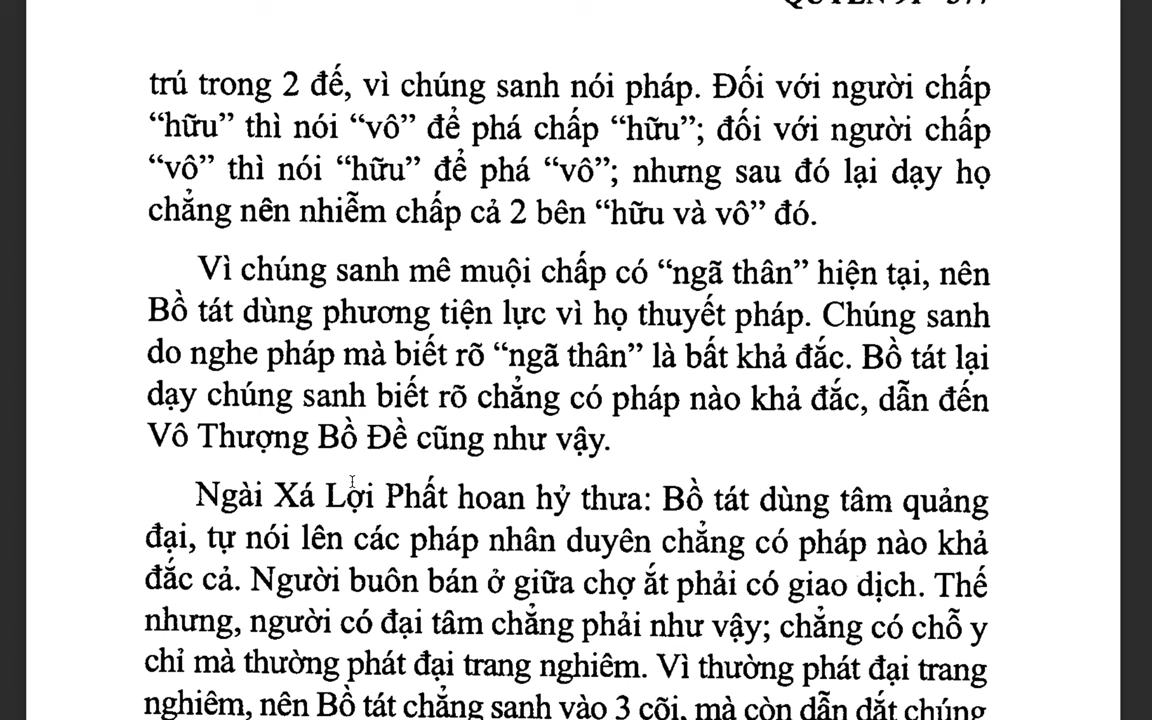 trú trong 2 đế, vì chúng sanh nói pháp. Đối với người chấp
“hữu” thì nói “vô” để phá chấp “hữu”; đối với người chấp
“vô” thì nói “hữu” để phá “vô”; nhưng sau đó lại dạy họ
chẳng nên nhiễm chấp cả 2 bên “hữu và vô” đó.
Vì chúng sanh mê muội chấp có “ngã thân” hiện tại, nên
Bồ tát dùng phương tiện lực vì họ thuyết pháp. Chúng sanh
do nghe pháp mà biết rõ “ngã thân” là bất khả đắc. Bồ tát lại
dạy chúng sanh biết rõ chẳng có pháp nào khả đắc, dẫn đến
Vô Thượng Bồ Đề cũng như vậy.
Ngài Xá Lợi Phất hoan hỷ thưa: Bồ tát dùng tâm quảng
đại, tự nói lên các pháp nhân duyên chẳng có pháp nào khả
đắc cả. Người buôn bán ở giữa chợ ắt phải có giao dịch. Thế
nhưng, người có đại tâm chẳng phải như vậy; chẳng có chỗ y
chỉ mà thường phát đại trang nghiêm. Vì thường phát đại trang
nghiêm, nên Bồ tát chẳng sanh vào 3 cõi, mà còn dẫn dắt chúng